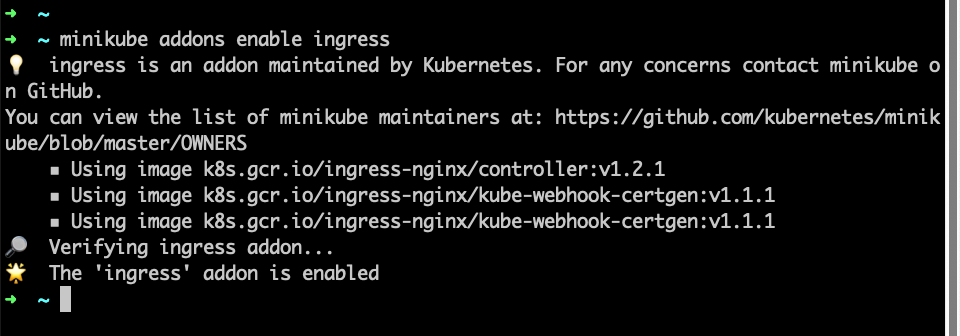 ➜ ~
➜ ~ minikube addons enable ingress
💡 ingress is an addon maintained by Kubernetes. For any concerns contact minikube o
n GitHub.
You can view the list of minikube maintainers at: https://github.com/kubernetes/minik
ube/blob/master/OWNERS
▪ Using image k8s.gcr.io/ingress-nginx/controller:v1.2.1
▪ Using image k8s.gcr.io/ingress-nginx/kube-webhook-certgen:v1.1.1
▪ Using image k8s.gcr.io/ingress-nginx/kube-webhook-certgen:v1.1.1
🔎 Verifying ingress addon...
🌟 The 'ingress' addon is enabled
➜ ~